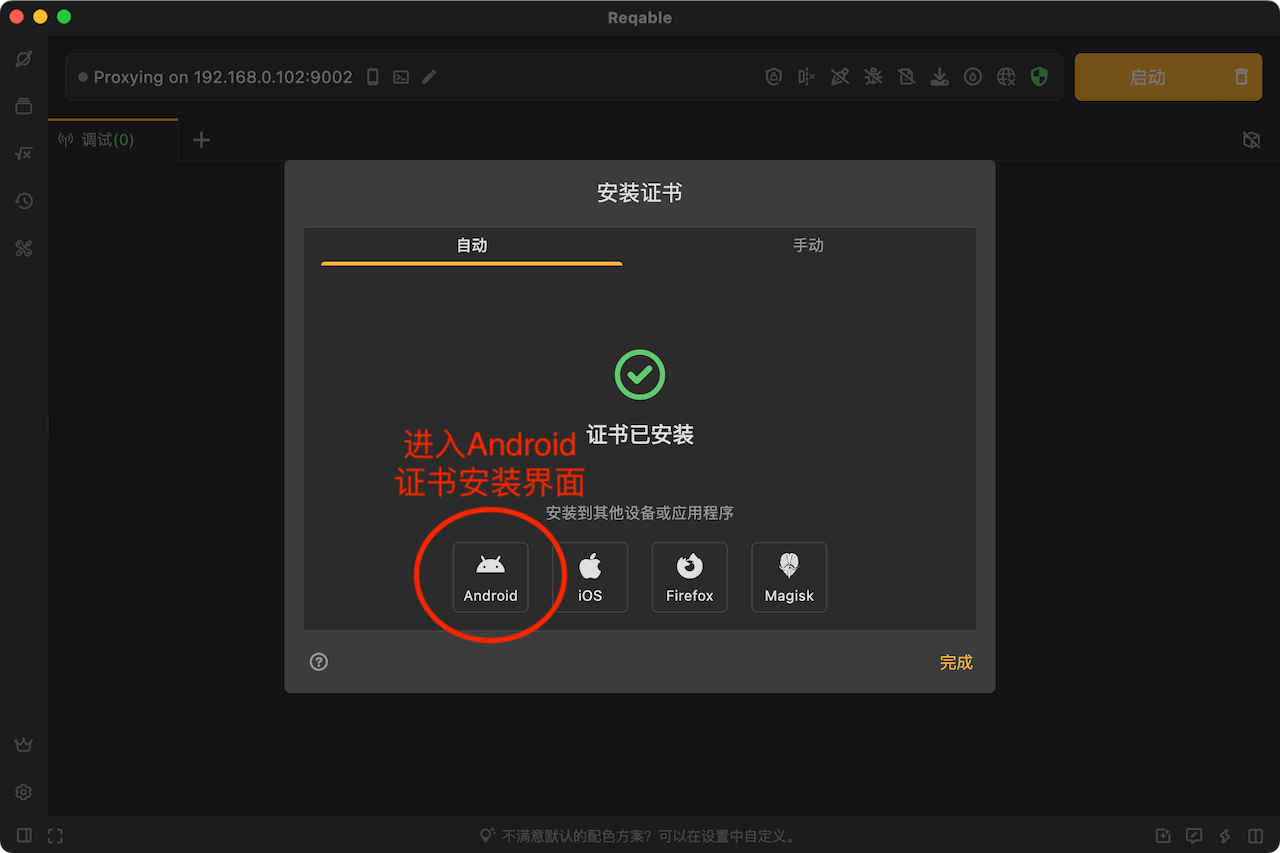 Reqable
Proxying on 192.168.0.102:9002
启动
调试(0)
安装证书
自动
手动
证书已安装
进入Android
证书安装界面
安装到其他设备或应用程序
Android
iOS
Firefox
Magisk
完成
不满意默认的配色方案？可以在设置中自定义。